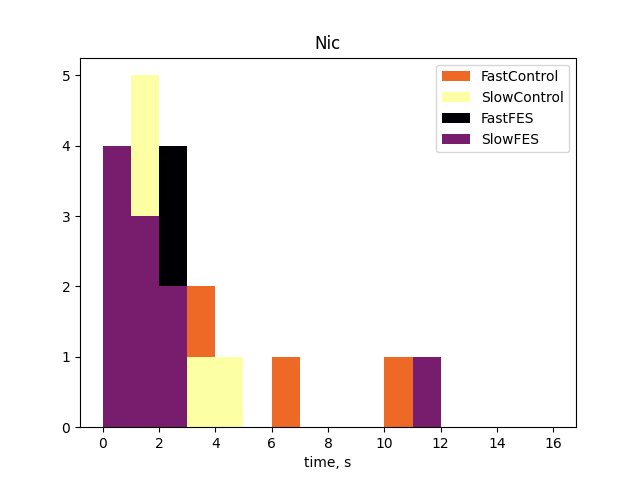 Nic
FastControl
SlowControl
FastFES
SlowFES
5
4
3
2
1
0
0 2 4 6 8 10 12 14 16
time, s